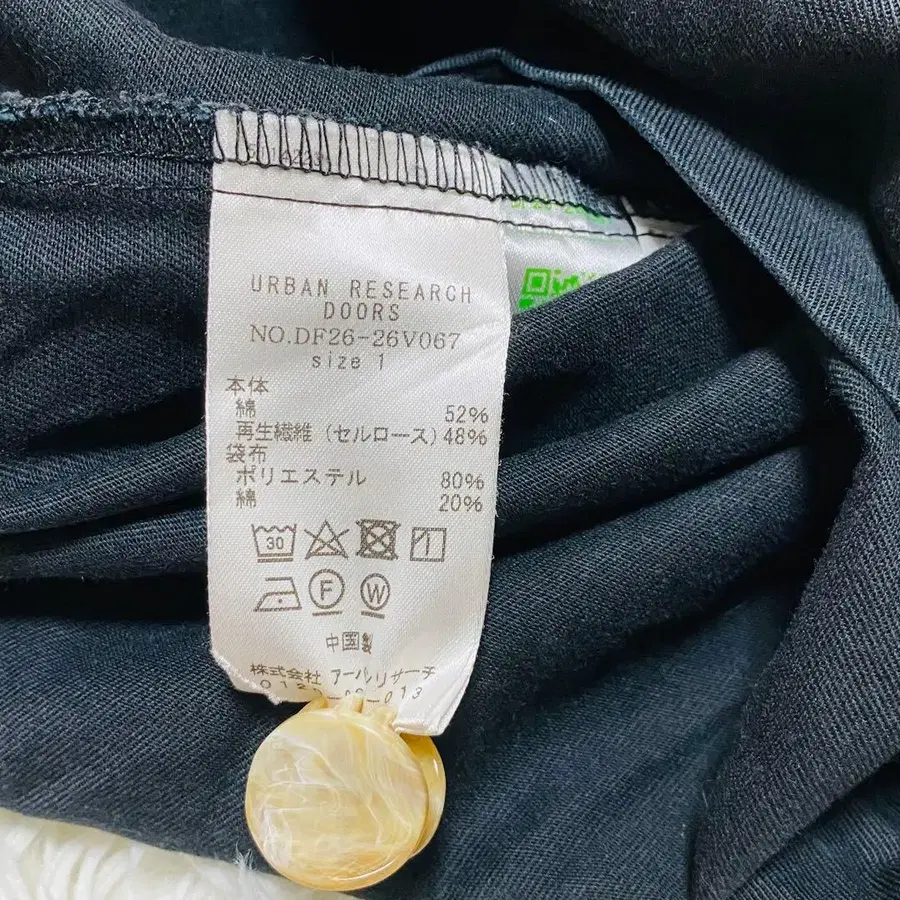 URBAN RESEARCH
DOORS
NO.DF26-26V067
size 1
本体
綿 52%
再生繊維(セルロース)48%
袋布
ポリエステル 80%
綿 20%
30
F W
中国製
株式会社 アーバンリサーチ